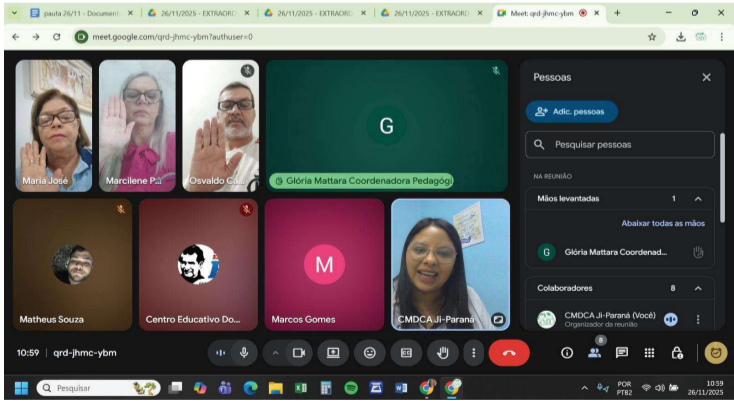 pauta 26/11 - Document
26/11/2025 - EXTRAORD
26/11/2025 - EXTRAORD
26/11/2025 - EXTRAORD
Meet: qrd-jhmc-ybm
meet.google.com/qrd-jhmc-ybm?authuser=0
Maria José
Marcilene P...
Osvaldo Ca...
G
Glória Mattara Coordenadora Pedagógi
Matheus Souza
Centro Educativo Do...
M
Marcos Gomes
CMDCA Ji-Paraná
Pessoas
Adic. pessoas
Pesquisar pessoas
NA REUNIÃO
Mãos levantadas 1
Abaixar todas as mãos
G Glória Mattara Coordenad...
Colaboradores 8
CMDCA Ji-Paraná (Você)
Organizador da reunião
10:59 | qrd-jhmc-ybm
8
Pesquisar
POR
PTB2
10:59
26/11/2025